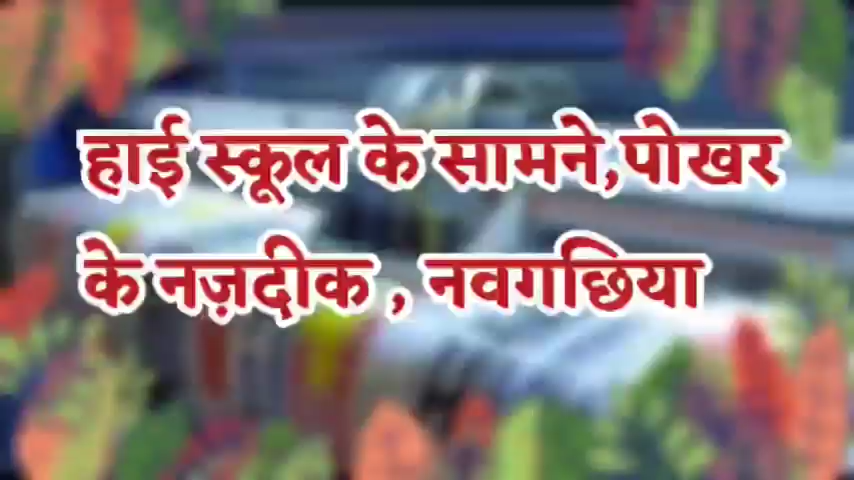 हाई स्कूल के सामने,पोखर
के नज़दीक , नवगछिया